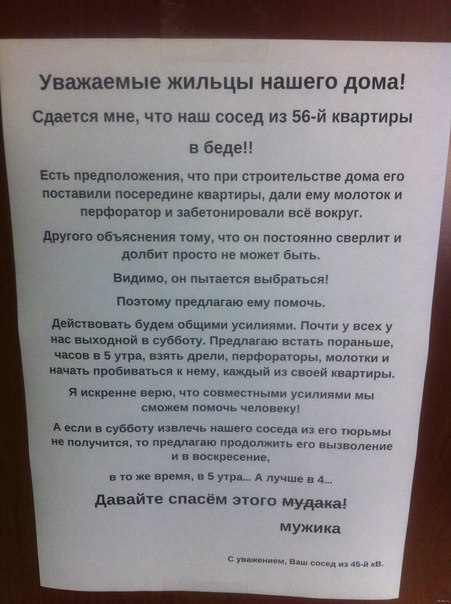 Уважаемые жильцы нашего дома!
Сдается мне, что наш сосед из 56-й квартиры
в беде!!
Есть предположения, что при строительстве дома его
поставили посередине квартиры, дали ему молоток и
перфоратор и забетонировали всё вокруг.
Другого объяснения тому, что он постоянно сверлит и
долбит просто не может быть.
Видимо, он пытается выбраться!
Поэтому предлагаю ему помочь.
Действовать будем общими усилиями. Почти у всех у
нас выходной в субботу. Предлагаю встать пораньше,
часов в 5 утра, взять дрели, перфораторы, молотки и
начать пробиваться к нему, каждый из своей квартиры.
Я искренне верю, что совместными усилиями мы
сможем помочь человеку!
А если в субботу извлечь нашего соседа из его тюрьмы
не получится, то предлагаю продолжить его вызволение
и в воскресение,
в то же время, в 5 утра... А лучше в 4...
Давайте спасём этого мудака!
мужика
С уважением, Ваш сосед из 45-й кв.